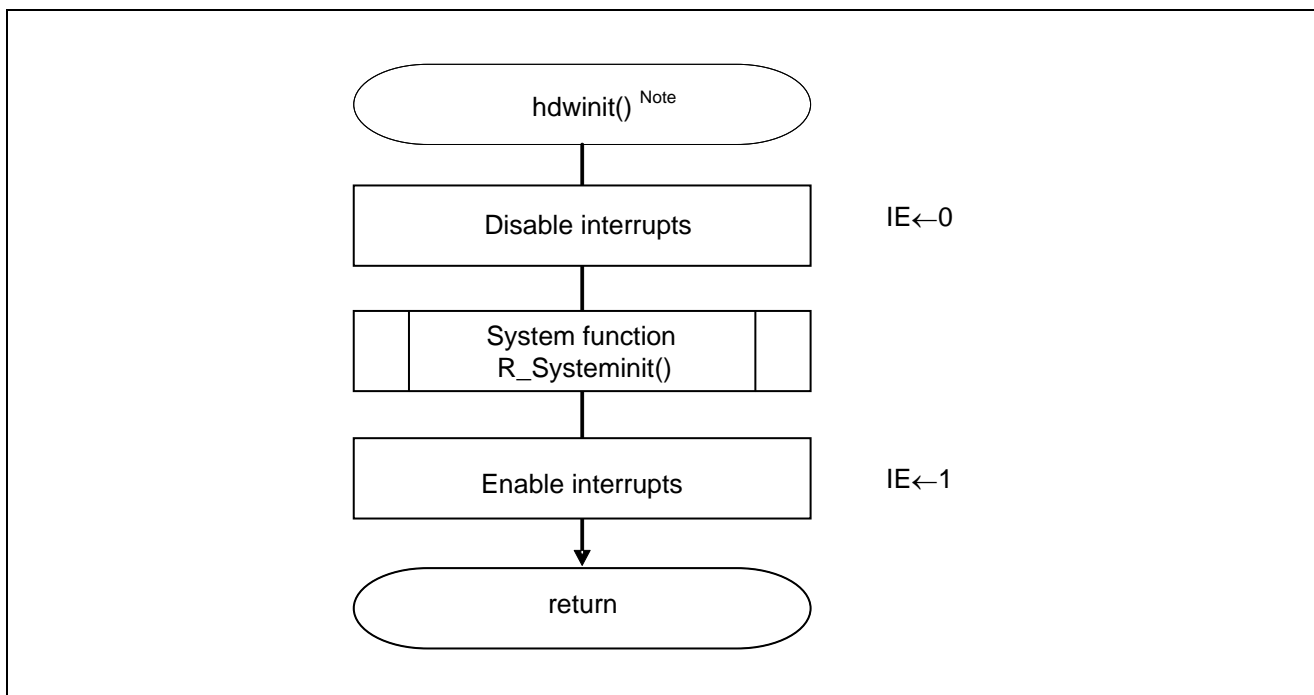 hdwinit() Note
Disable interrupts
IE←0
System function
R_Systeminit()
Enable interrupts
IE←1
return